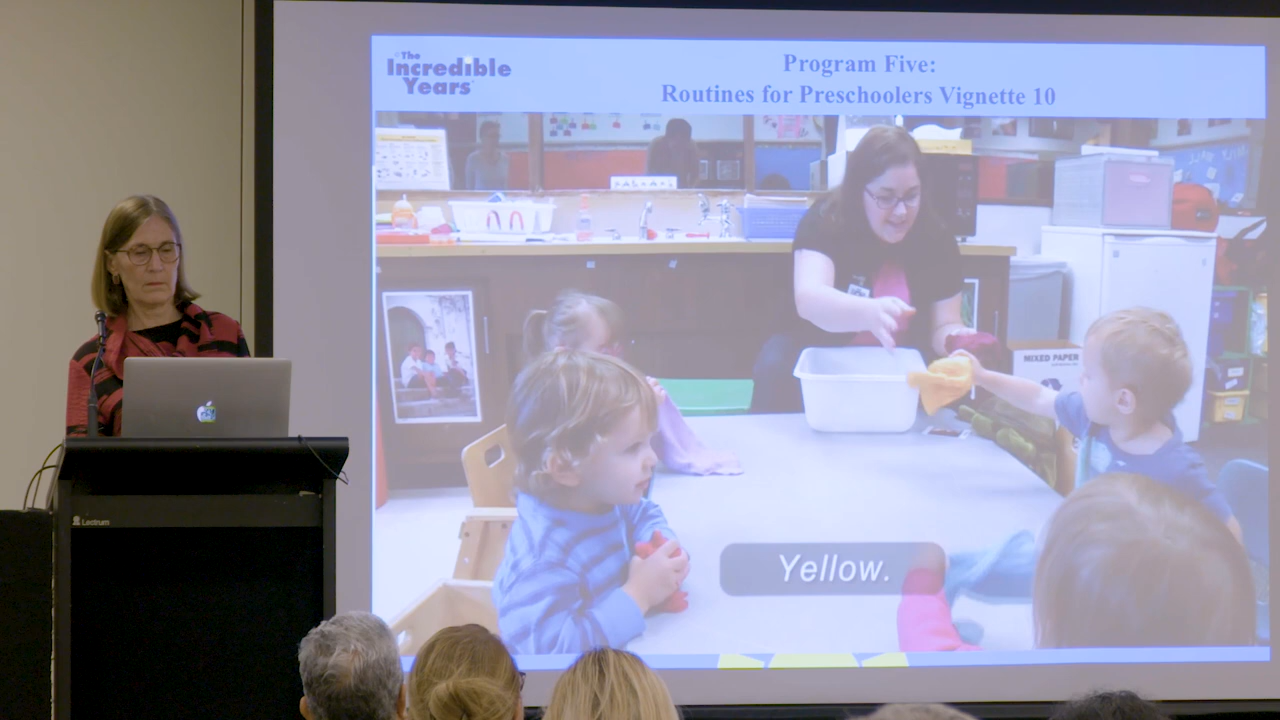 The
Incredible
Years
Program Five:
Routines for Preschoolers Vignette 10
MIXED PAPER
Yellow.
Lectrum